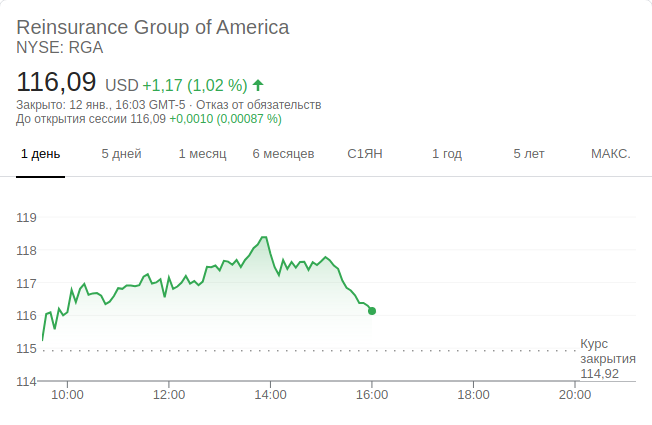 Reinsurance Group of America
NYSE: RGA
116,09 USD +1,17 (1,02 %)
Закрыто: 12 янв., 16:03 GMT-5 · Отказ от обязательств
До открытия сессии 116,09 +0,0010 (0,00087 %)
1 день 5 дней 1 месяц 6 месяцев С1ЯН 1 год 5 лет МАКС.
119
118
117
116
115
114
Курс
закрытия
114,92
10:00 12:00 14:00 16:00 18:00 20:00